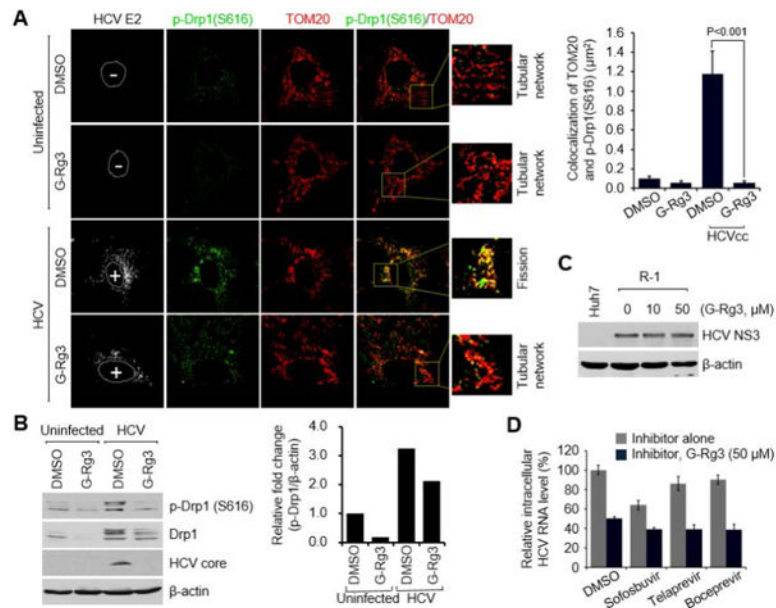 A
HCV E2 p-Drp1(S616) TOM20 p-Drp1(S616)/TOM20
Uninfected
DMSO
-
Tubular network
G-Rg3
-
Tubular network
HCV
DMSO
+
Fission
G-Rg3
+
Tubular network
Colocalization of TOM20 and p-Drp1(S616) (µm²)
1.6
1.4
1.2
1.0
0.8
0.6
0.4
0.2
0.0
P<0.001
DMSO G-Rg3 DMSO G-Rg3
HCVcc
C
R-1
Huh7 0 10 50 (G-Rg3, µM)
HCV NS3
β-actin
B
Uninfected HCV
DMSO G-Rg3 DMSO G-Rg3
p-Drp1 (S616)
Drp1
HCV core
β-actin
Relative fold change
(p-Drp1/β-actin)
4.0
3.0
2.0
1.0
0.0
DMSO G-Rg3 DMSO G-Rg3
Uninfected HCV
D
Inhibitor alone
Inhibitor, G-Rg3 (50 µM)
Relative intracellular
HCV RNA level (%)
120
100
80
60
40
20
0
DMSO Sofosbuvir Telaprevir Boceprevir